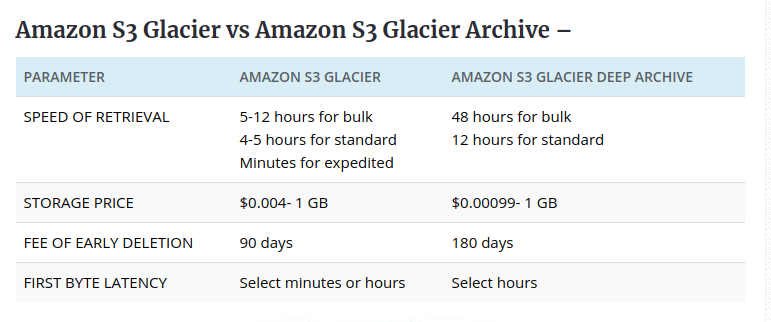 Amazon S3 Glacier vs Amazon S3 Glacier Archive –
PARAMETER AMAZON S3 GLACIER AMAZON S3 GLACIER DEEP ARCHIVE
SPEED OF RETRIEVAL 5-12 hours for bulk 48 hours for bulk
4-5 hours for standard 12 hours for standard
Minutes for expedited
STORAGE PRICE $0.004- 1 GB $0.00099- 1 GB
FEE OF EARLY DELETION 90 days 180 days
FIRST BYTE LATENCY Select minutes or hours Select hours